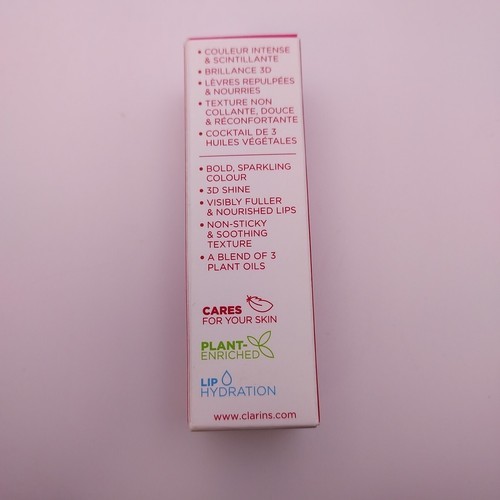 • COULEUR INTENSE
& SCINTILLANTE
• BRILLANCE 3D
• LÈVRES REPULPÉES
& NOURRIES
• TEXTURE NON
COLLANTE, DOUCE
& RÉCONFORTANTE
• COCKTAIL DE 3
HUILES VÉGÉTALES
• BOLD, SPARKLING
COLOUR
• 3D SHINE
• VISIBLY FULLER
& NOURISHED LIPS
• NON-STICKY
& SOOTHING
TEXTURE
• A BLEND OF 3
PLANT OILS
CARES
FOR YOUR SKIN
PLANT-
ENRICHED
LIP
HYDRATION
www.clarins.com